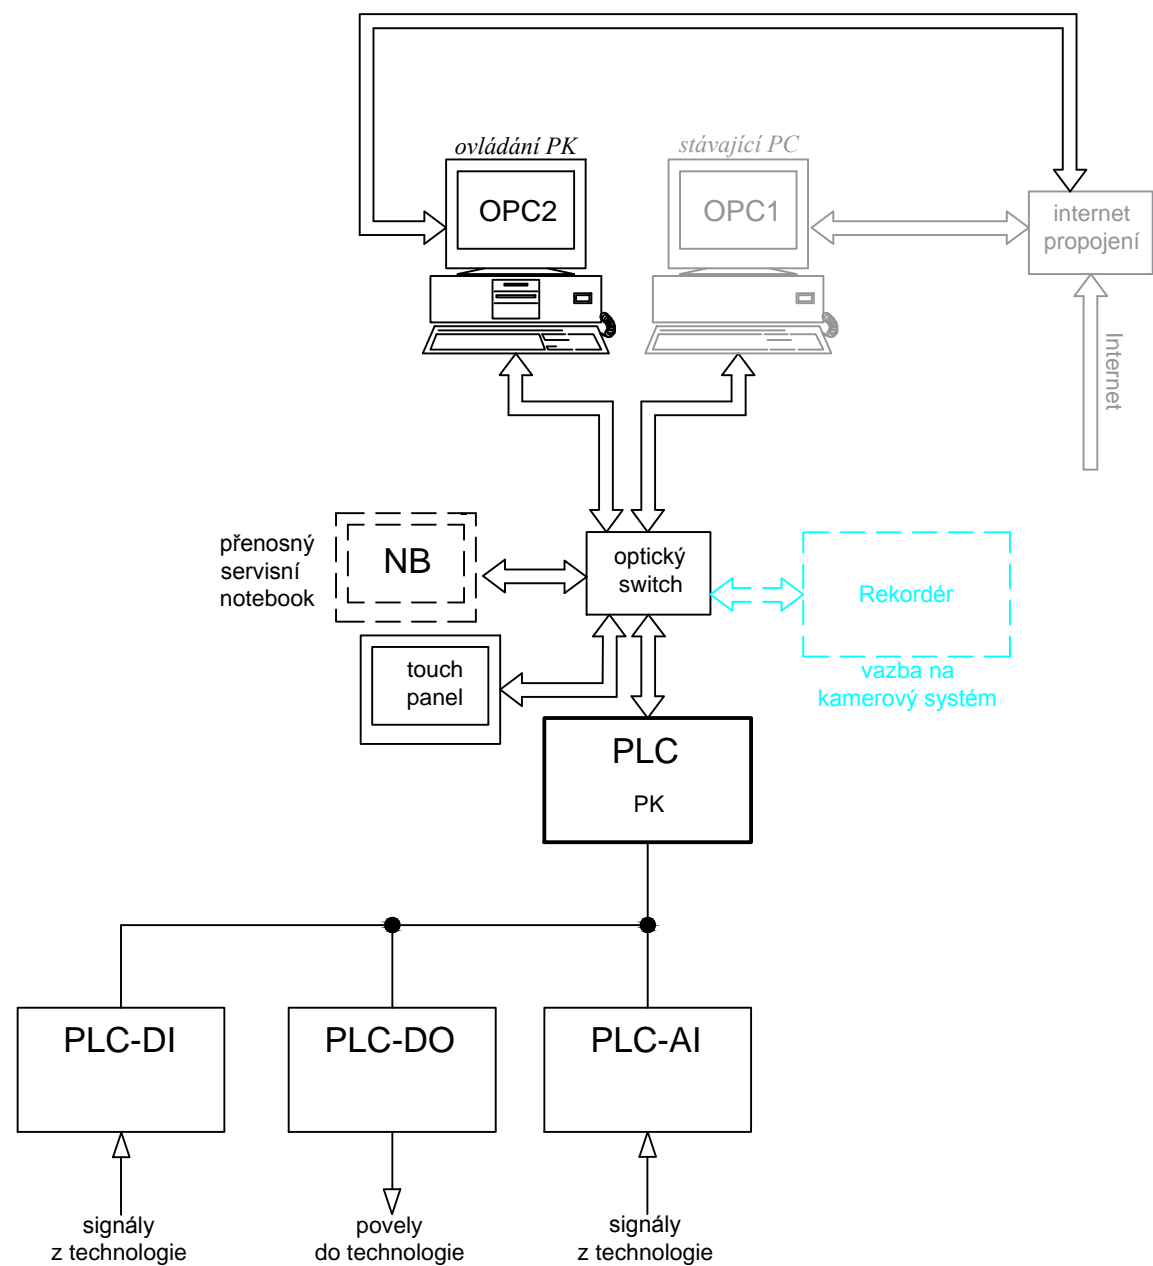 ovládání PK
stávající PC
OPC2
OPC1
internet
propojení
Internet
přenosný
servisní
notebook
NB
optický
switch
Rekordér
vazba na
kamerový systém
touch
panel
PLC
PK
PLC-DI
PLC-DO
PLC-AI
signály
z technologie
povely
do technologie
signály
z technologie